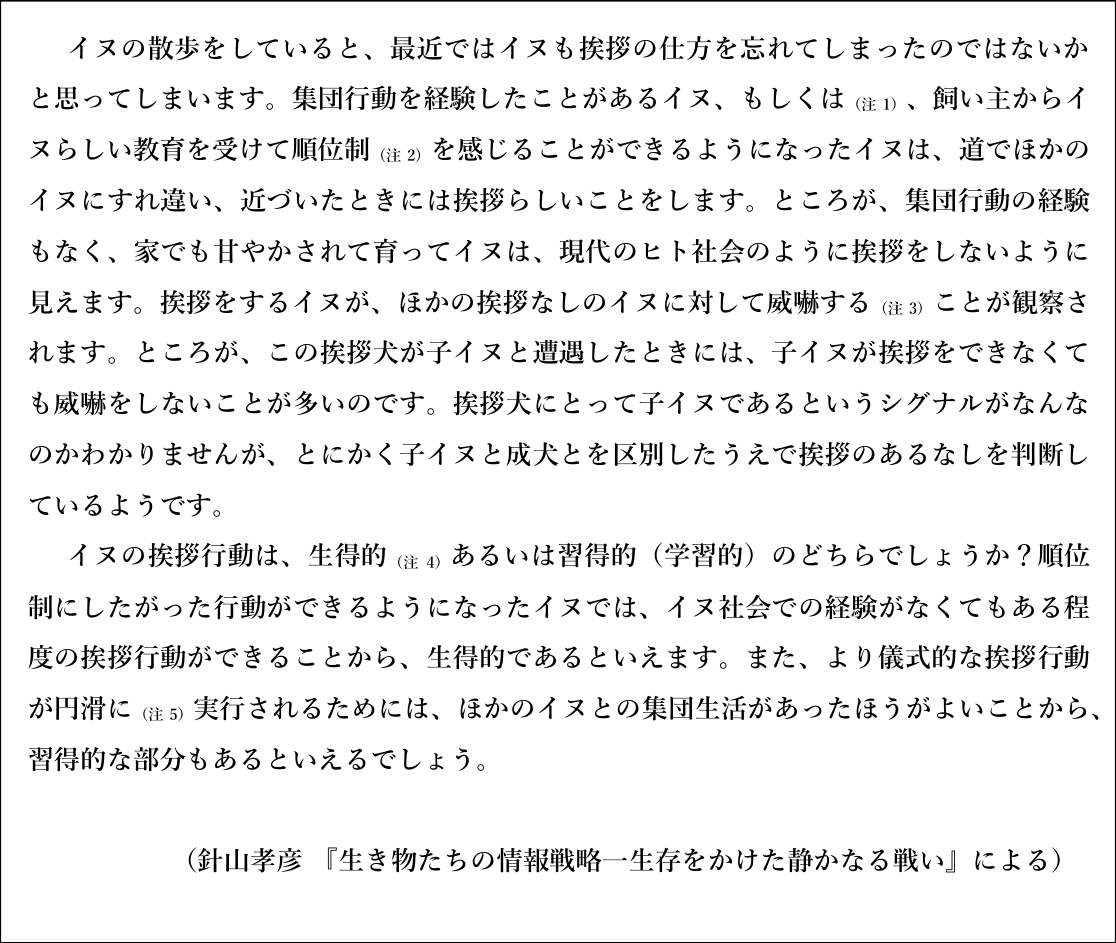 イヌの散歩をしていると、最近ではイヌも挨拶の仕方を忘れてしまったのではないか
と思ってしまいます。集団行動を経験したことがあるイヌ、もしくは（注 1）、飼い主からイ
ヌらしい教育を受けて順位制（注 2）を感じることができるようになったイヌは、道でほかの
イヌにすれ違い、近づいたときには挨拶らしいことをします。ところが、集団行動の経験
もなく、家でも甘やかされて育ってイヌは、現代のヒト社会のように挨拶をしないように
見えます。挨拶をするイヌが、ほかの挨拶なしのイヌに対して威嚇する（注 3）ことが観察さ
れます。ところが、この挨拶犬が子イヌと遭遇したときには、子イヌが挨拶をできなくて
も威嚇をしないことが多いのです。挨拶犬にとって子イヌであるというシグナルがなんな
のかわかりませんが、とにかく子イヌと成犬とを区別したうえで挨拶のあるなしを判断し
ているようです。
イヌの挨拶行動は、生得的（注 4）あるいは習得的（学習的）のどちらでしょうか？順位
制にしたがった行動ができるようになったイヌでは、イヌ社会での経験がなくてもある程
度の挨拶行動ができることから、生得的であるといえます。また、より儀式的な挨拶行動
が円滑に（注 5）実行されるためには、ほかのイヌとの集団生活があったほうがよいことから、
習得的な部分もあるといえるでしょう。
（針山孝彦 『生き物たちの情報戦略一生存をかけた静かなる戦い』による）